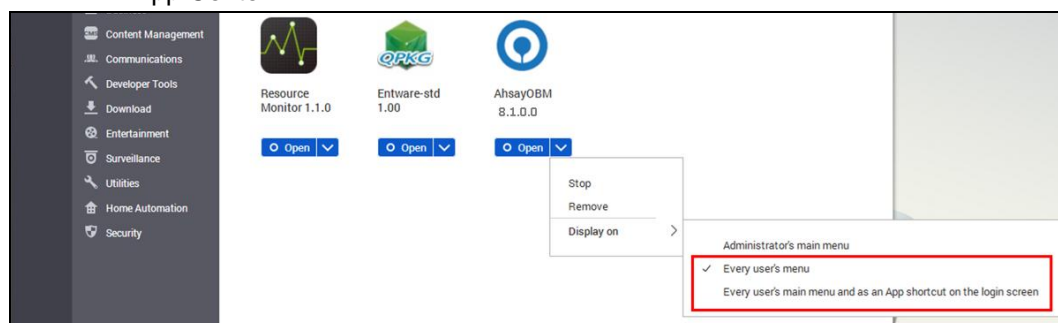 Content Management
Communications
Developer Tools
Download
Entertainment
Surveillance
Utilities
Home Automation
Security
QPKG
Resource
Monitor 1.1.0
Entware-std
1.00
AhsayOBM
8.1.0.0
Open
Open
Open
Stop
Remove
Display on
Administrator's main menu
Every user's menu
Every user's main menu and as an App shortcut on the login screen